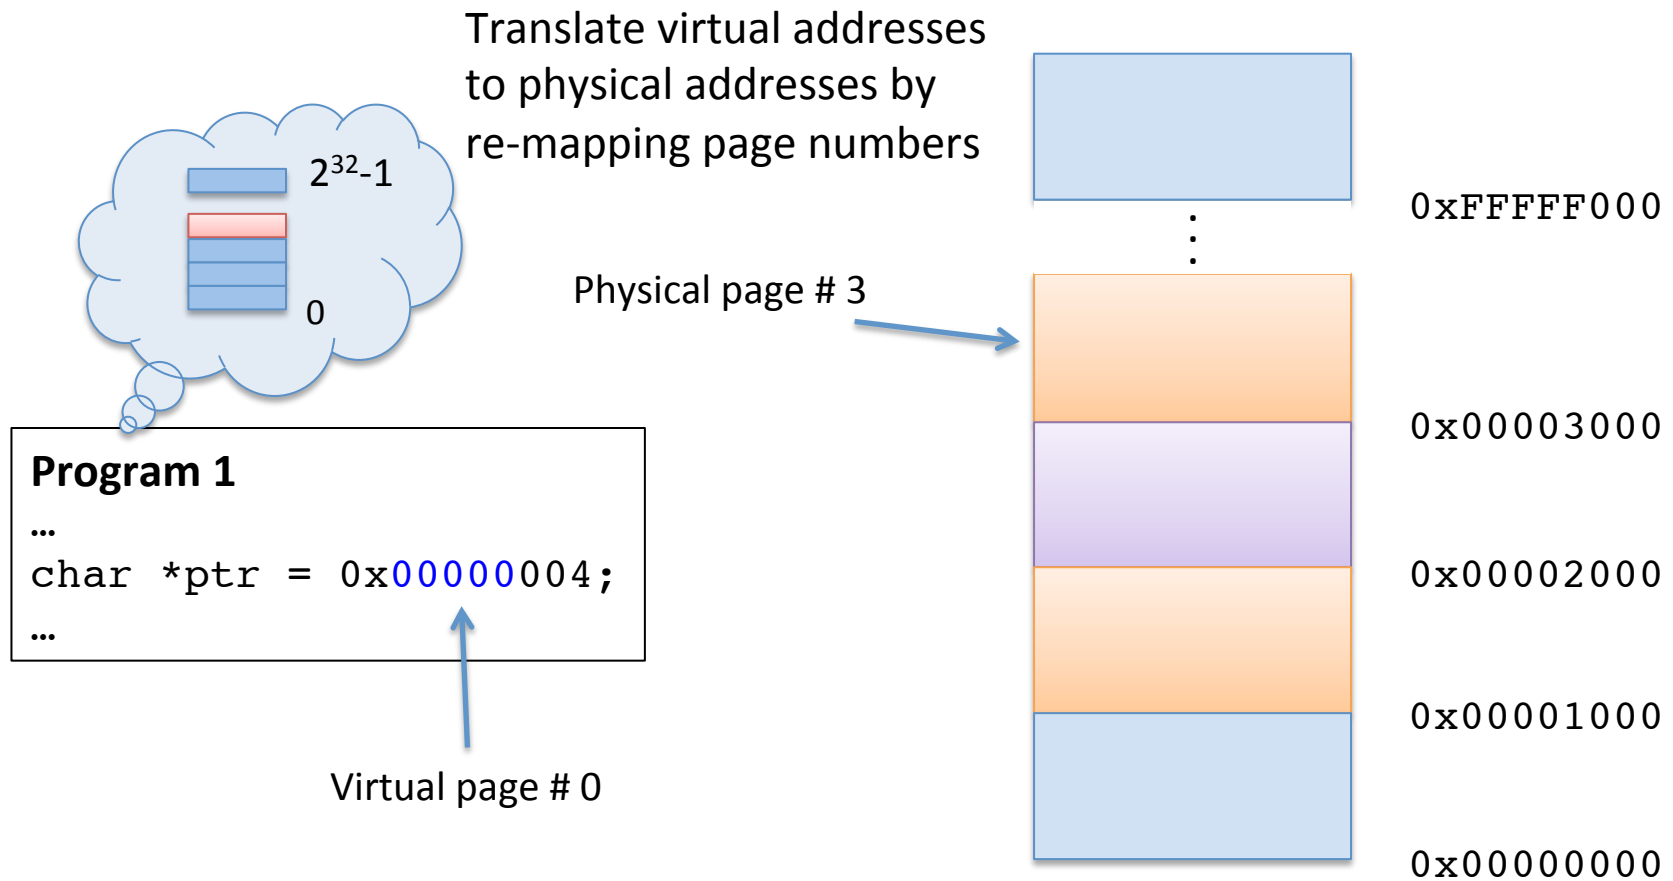 Translate virtual addresses
to physical addresses by
re-mapping page numbers
2³²-1
0
Program 1
…
char *ptr = 0x00000004;
…
Virtual page # 0
Physical page # 3
0xFFFFF000
0x00003000
0x00002000
0x00001000
0x00000000